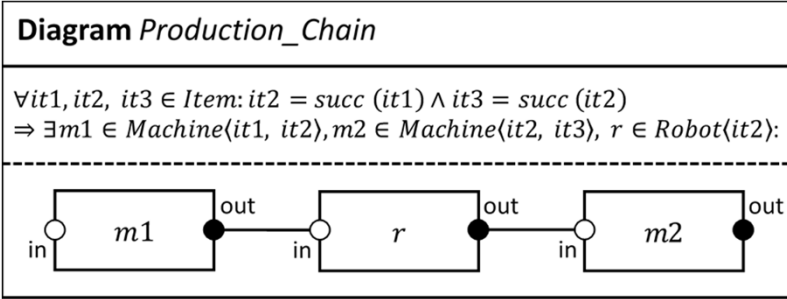 Diagram Production_Chain
∀it1, it2, it3 ∈ Item: it2 = succ (it1) ∧ it3 = succ (it2)
⇒ ∃m1 ∈ Machine⟨it1, it2⟩, m2 ∈ Machine⟨it2, it3⟩, r ∈ Robot⟨it2⟩:
out out out
m1 r m2
in in in